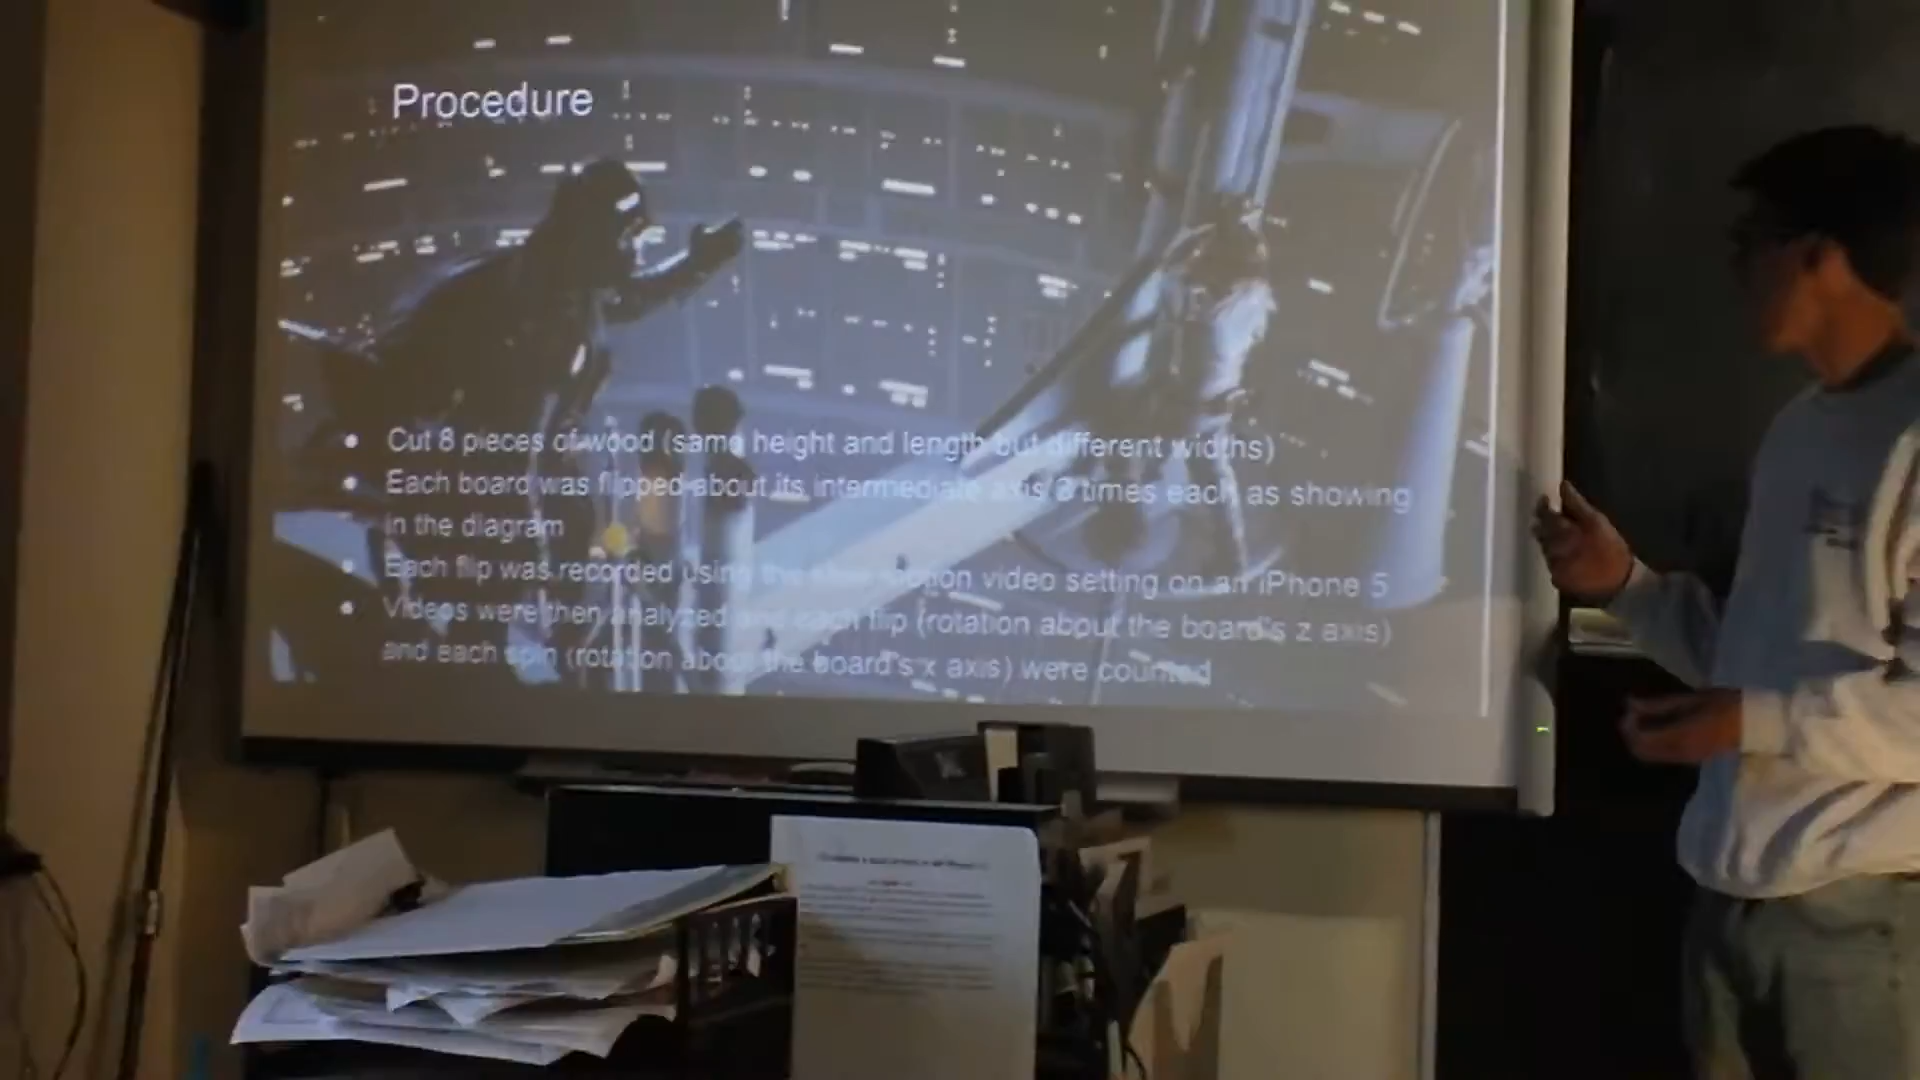 Procedure
Cut 8 pieces of wood (same height and length but different widths)
Each board was flipped about its intermediate axis times each as showing
in the diagram
Each flip was recorded using the slow motion video setting on an iPhone 5
Videos were then analyzed and each flip (rotation about the board's z axis)
and each spin (rotation about the board's x axis) were counted